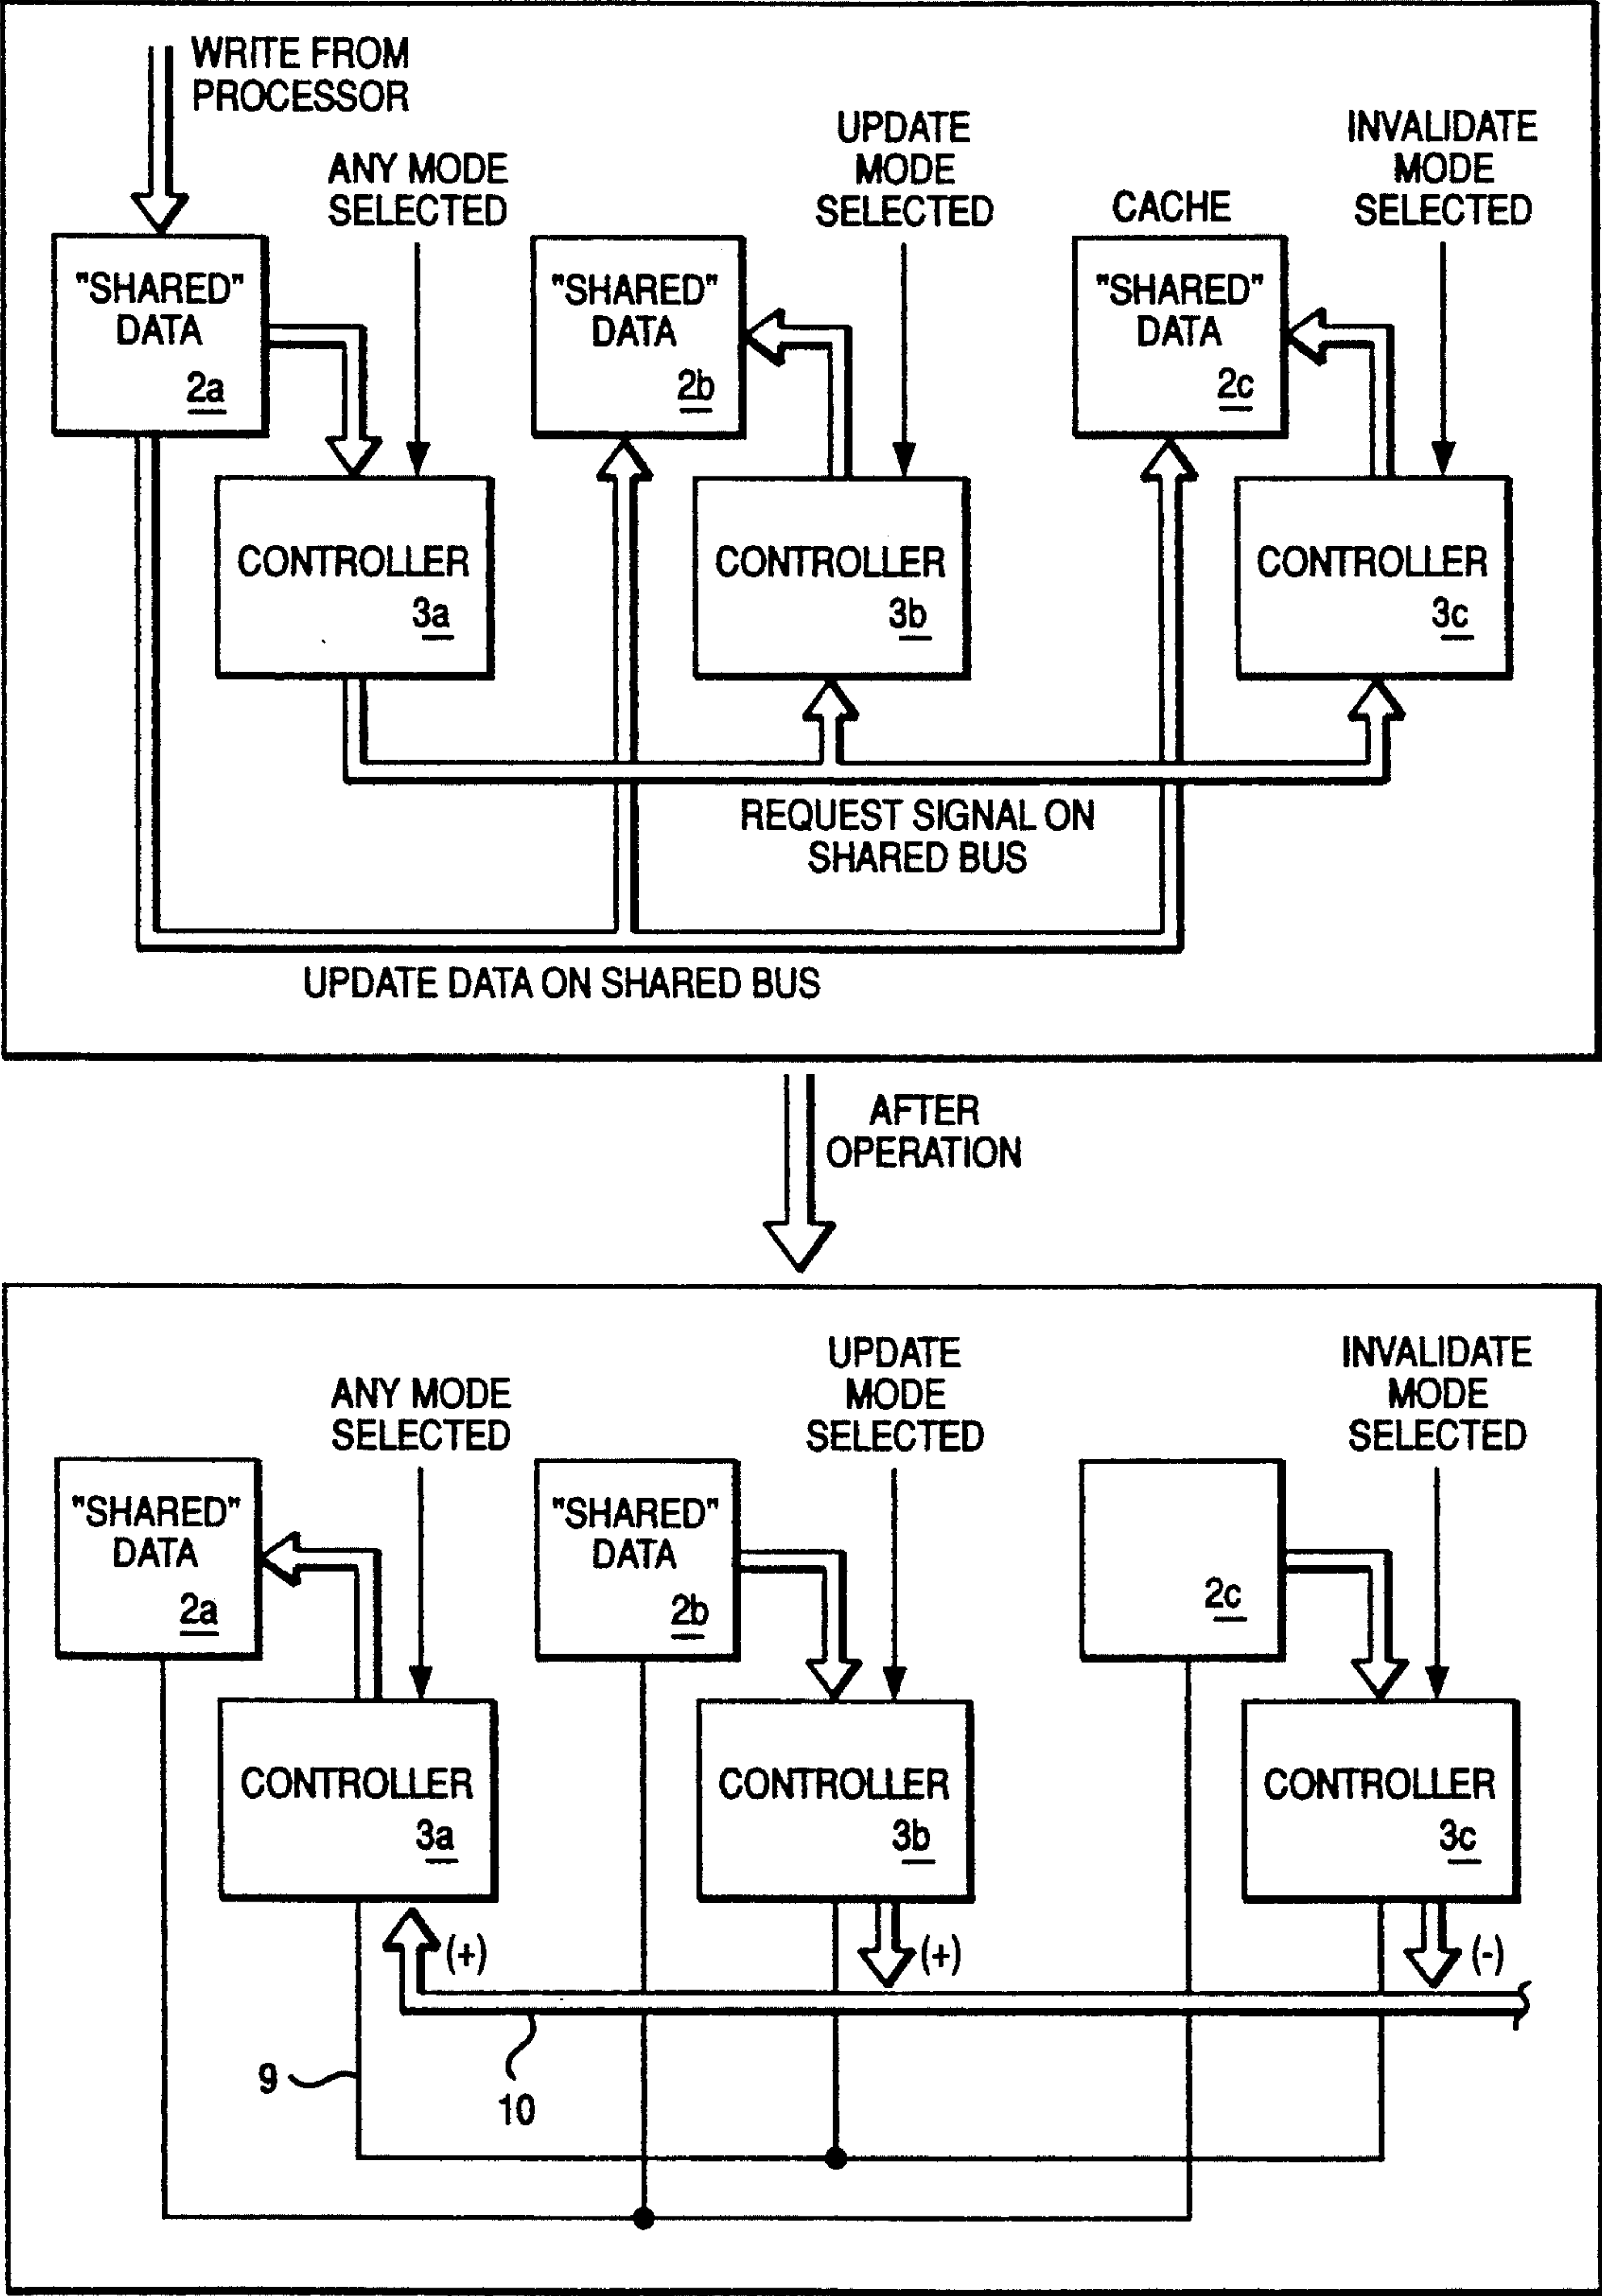 WRITE FROM
PROCESSOR
ANY MODE
SELECTED
UPDATE
MODE
SELECTED
CACHE
INVALIDATE
MODE
SELECTED
"SHARED"
DATA
2a
"SHARED"
DATA
2b
"SHARED"
DATA
2c
CONTROLLER
3a
CONTROLLER
3b
CONTROLLER
3c
REQUEST SIGNAL ON
SHARED BUS
UPDATE DATA ON SHARED BUS
AFTER
OPERATION
ANY MODE
SELECTED
UPDATE
MODE
SELECTED
INVALIDATE
MODE
SELECTED
"SHARED"
DATA
2a
"SHARED"
DATA
2b
2c
CONTROLLER
3a
CONTROLLER
3b
CONTROLLER
3c
(+)
(+)
(-)
9
10